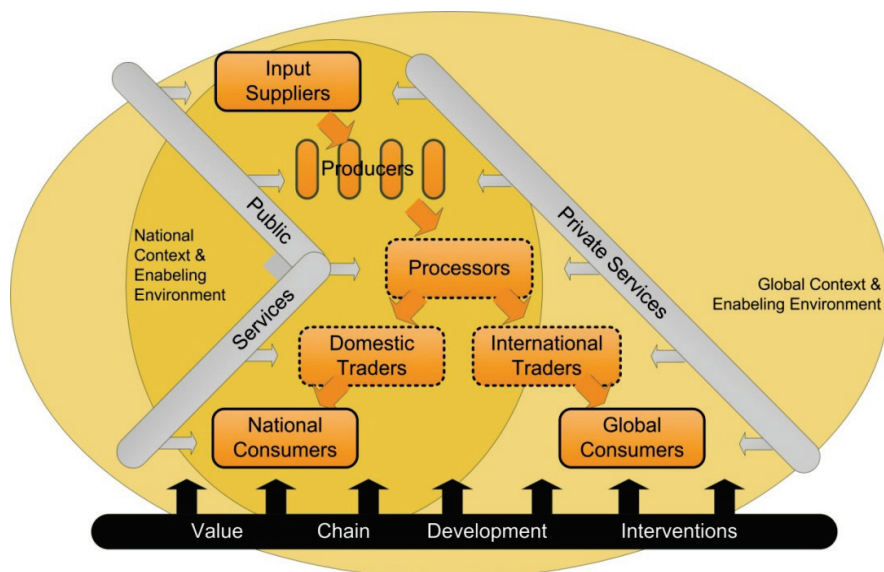 Input
Suppliers
Producers
Public
Services
Private Services
National
Context &
Enabeling
Environment
Processors
Global Context &
Enabeling Environment
Domestic
Traders
International
Traders
National
Consumers
Global
Consumers
Value Chain Development Interventions